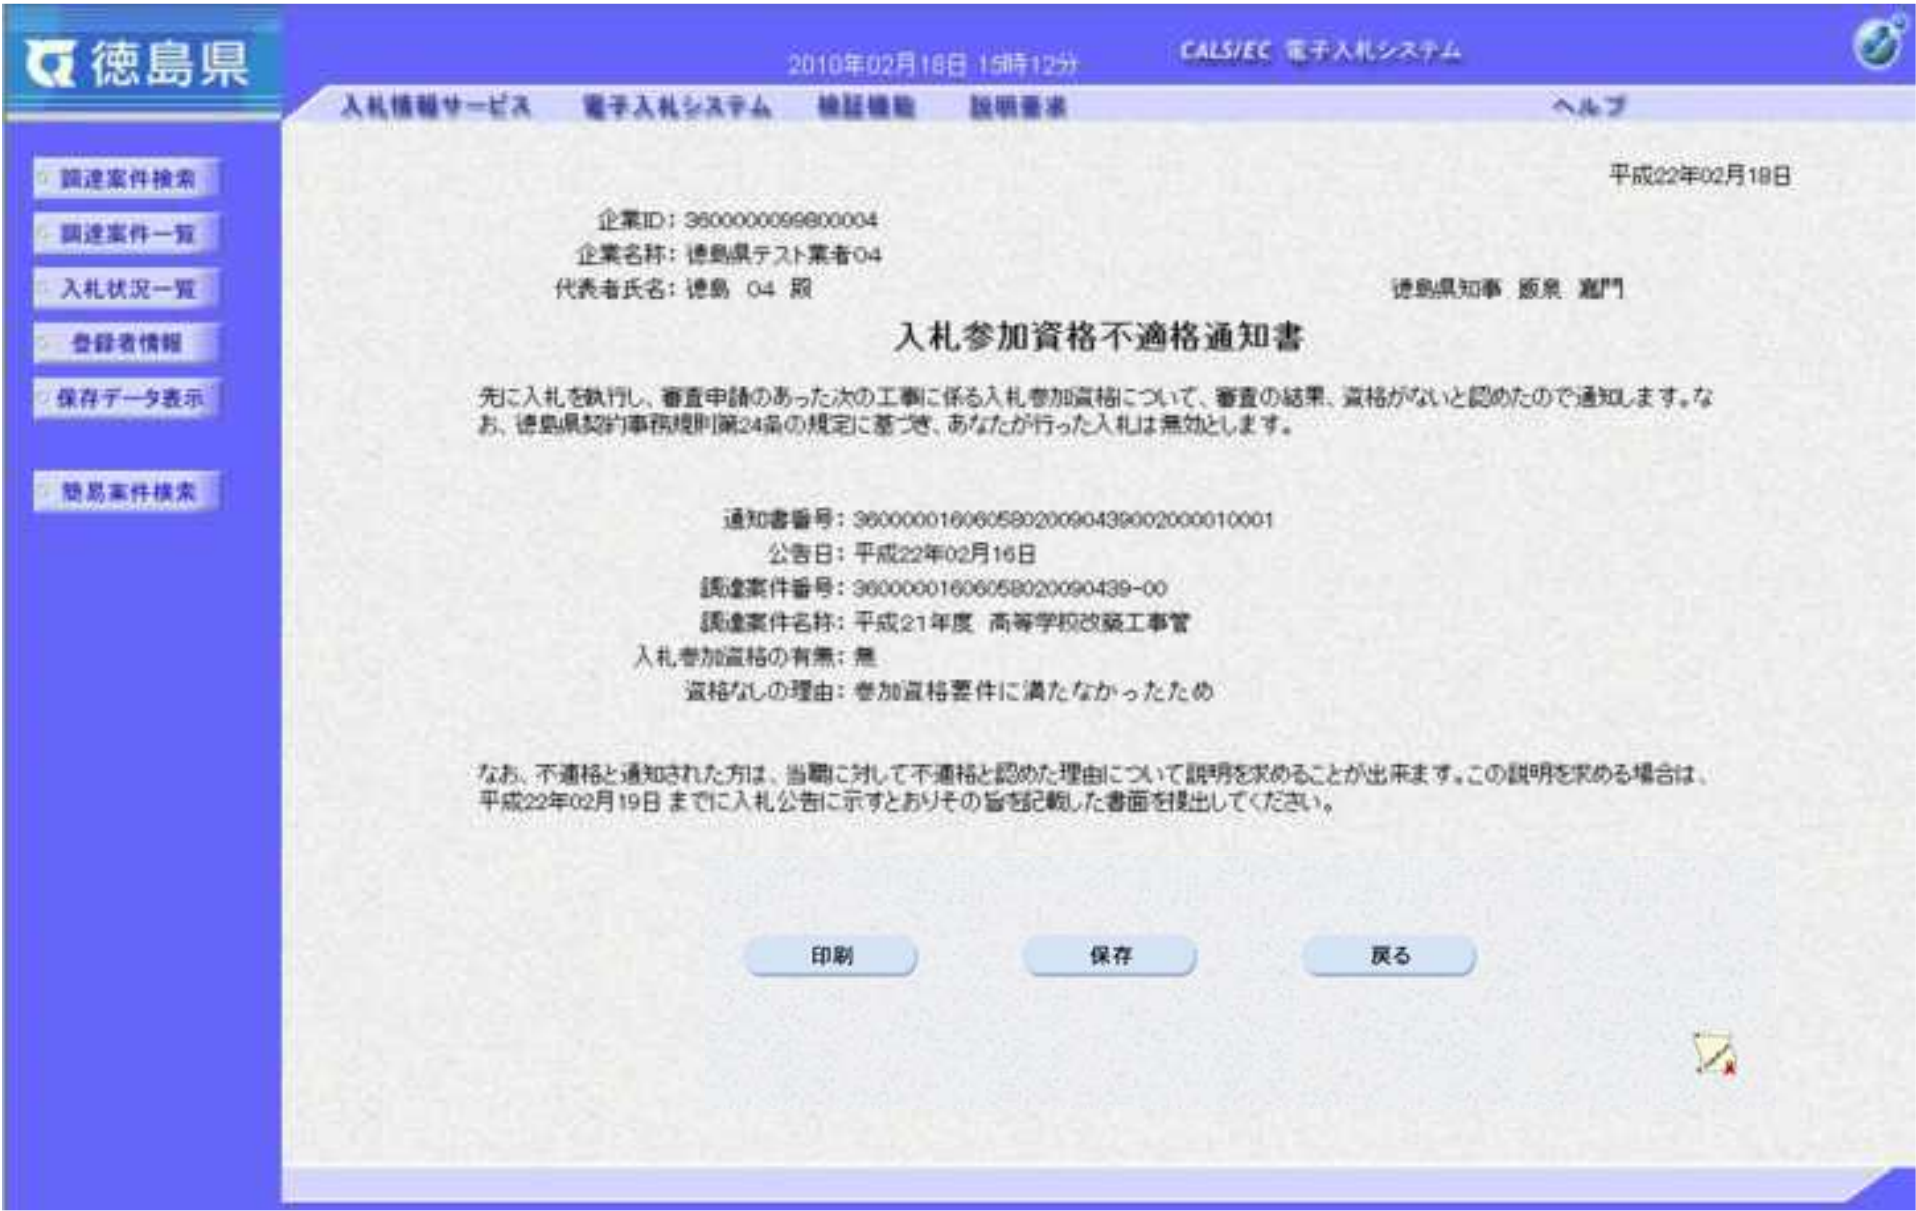 徳島県
2010年02月18日 15時12分
CALS/EC 電子入札システム
入札情報サービス 電子入札システム 検証機能 説明要求 ヘルプ
調達案件検索
調達案件一覧
入札状況一覧
登録者情報
保存データ表示
簡易案件検索
平成22年02月18日
企業ID: 3600000099800004
企業名称: 徳島県テスト業者04
代表者氏名: 徳島 04 殿
徳島県知事 飯泉 嘉門
入札参加資格不適格通知書
先に入札を執行し、審査申請のあった次の工事に係る入札参加資格について、審査の結果、資格がないと認めたので通知します。な
お、徳島県契約事務規則第24条の規定に基づき、あなたが行った入札は無効とします。
通知書番号: 360000016060580200904390020000010001
公告日: 平成22年02月16日
調達案件番号: 3600000160605802​0090439-00
調達案件名称: 平成21年度 高等学校改築工事管
入札参加資格の有無: 無
資格なしの理由: 参加資格要件に満たなかったため
なお、不適格と通知された方は、当職に対して不適格と認めた理由について説明を求めることが出来ます。この説明を求める場合は、
平成22年02月19日 までに入札公告に示すとおりその旨を記載した書面を提出してください。
印刷
保存
戻る